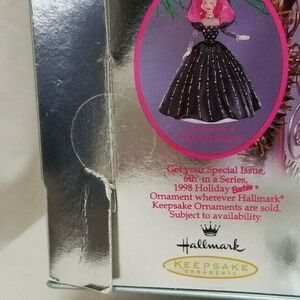 Get your Special Issue,
6th in a Series,
1998 Holiday Barbie®
Ornament wherever Hallmark
Keepsake Ornaments are sold.
Subject to availability.
Hallmark
KEEPSAKE
ORNAMENTS